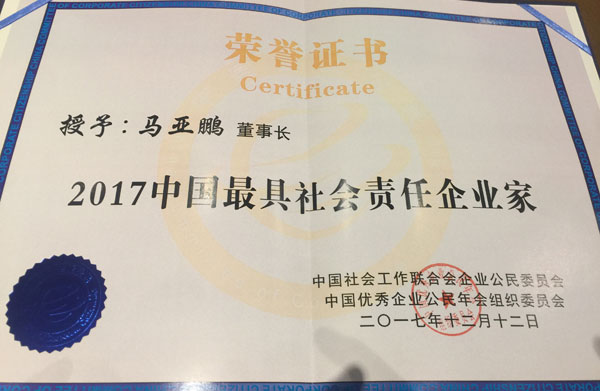 荣誉证书
Certificate
授予：马亚鹏 董事长
2017中国最具社会责任企业家
中国社会工作联合会企业公民委员会
中国优秀企业公民年会组织委员会
二〇一七年十二月十二日